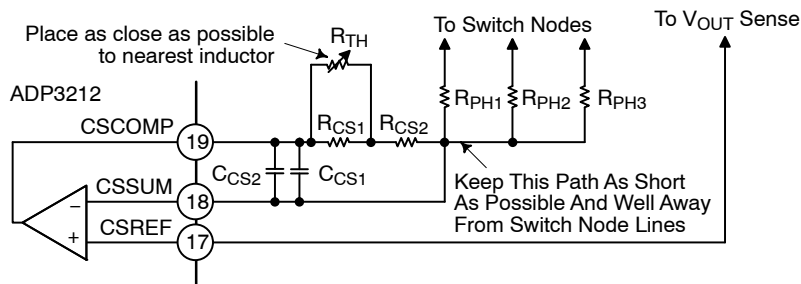 To Switch Nodes
To VOUT Sense
Place as close as possible
to nearest inductor
RTH
ADP3212
RPH1
RPH2
RPH3
CSCOMP
19
RCS1
RCS2
CCS2
CCS1
Keep This Path As Short
As Possible And Well Away
From Switch Node Lines
CSSUM
18
−
CSREF
17
+